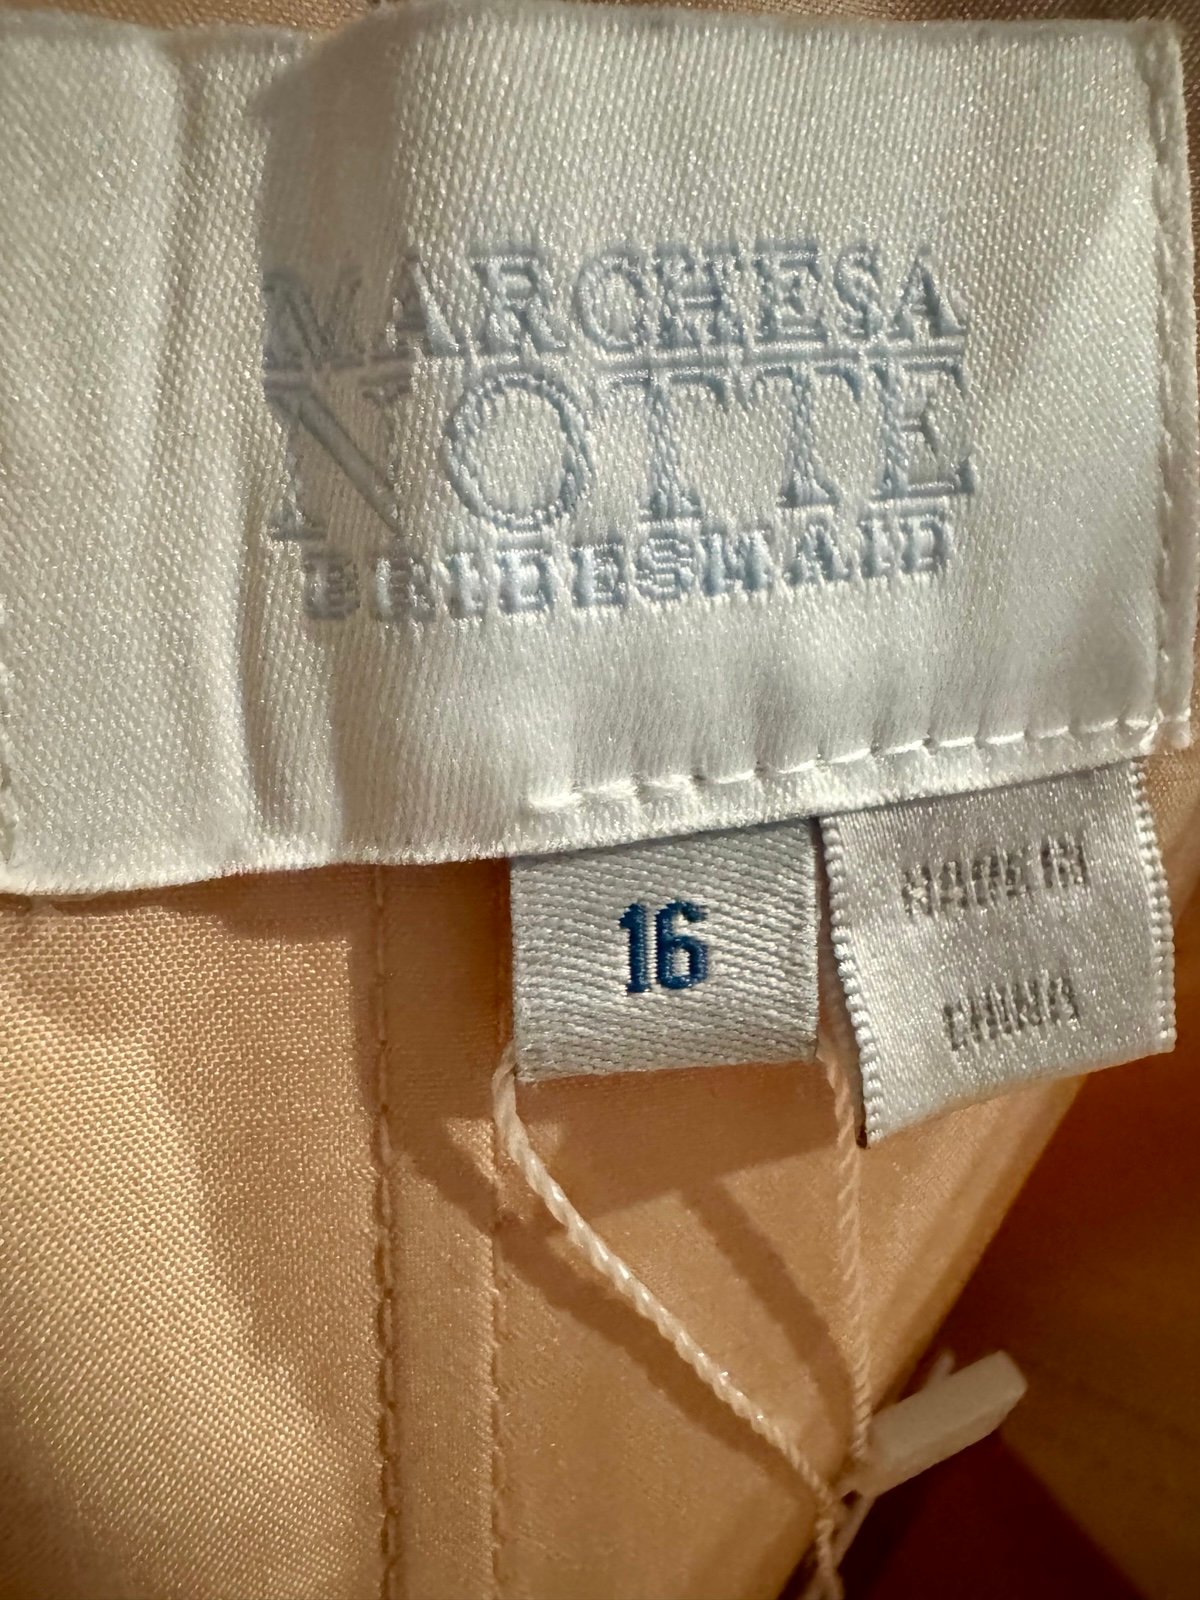 MARCHESA
NOTTE
BRIDESMAID
16
MADE IN
CHINA